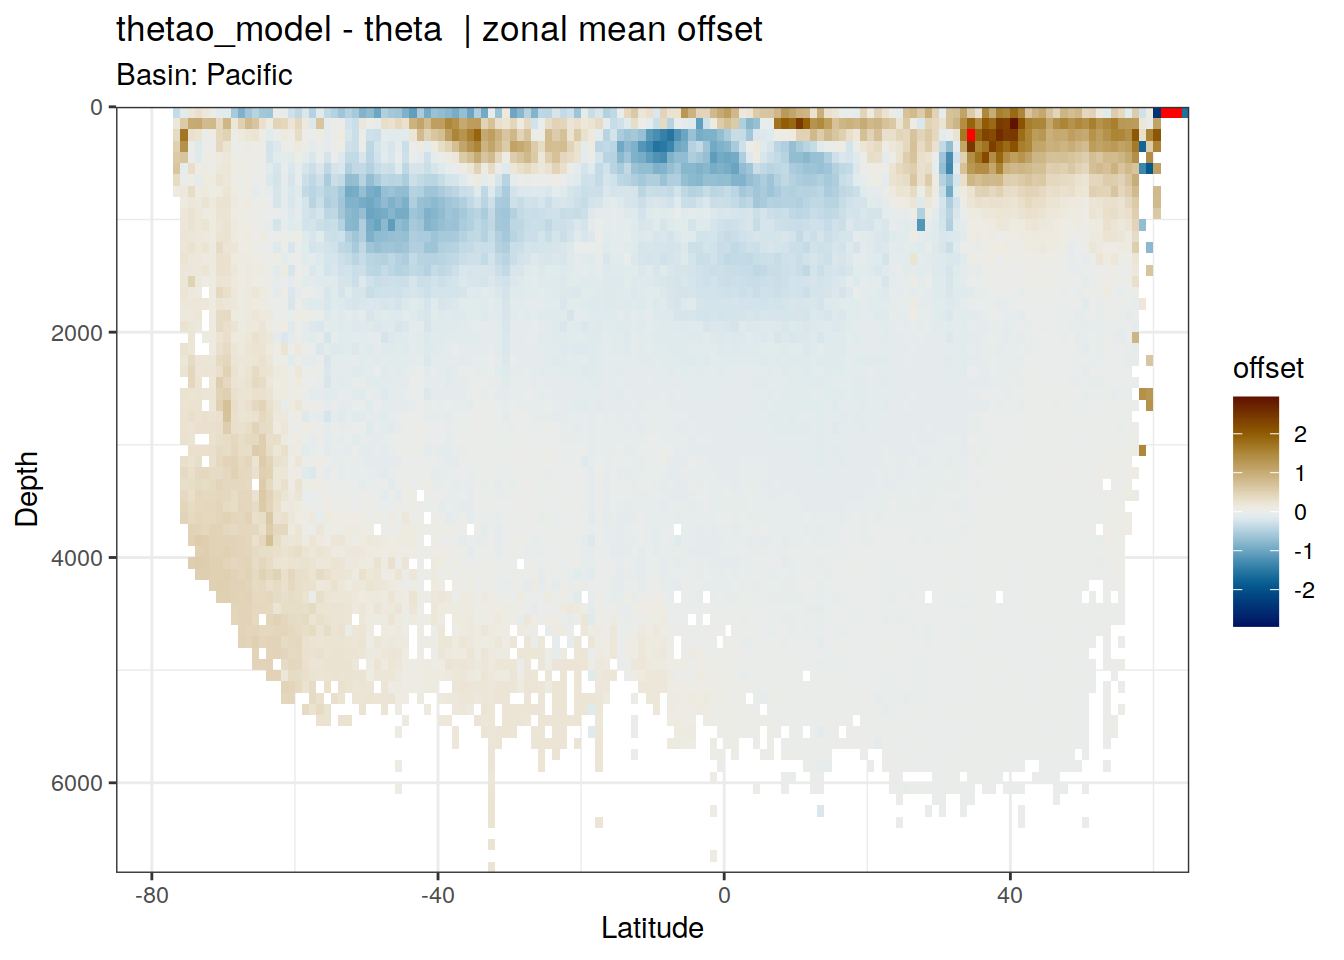 thetao_model - theta  | zonal mean offset
Basin: Pacific
0
2000
4000
6000
Depth
-80
-40
0
40
Latitude
offset
2
1
0
-1
-2